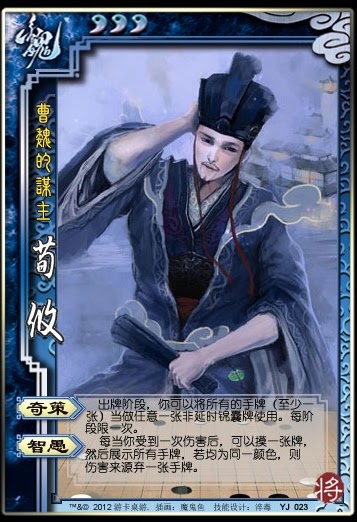 魏
曹魏的謀主
荀攸
奇策
出牌阶段，你可以将所有的手牌（至少一
张）当做任意一张非延时锦囊牌使用。每阶
段限一次。
智愚
每当你受到一次伤害后，可以摸一张牌，
然后展示所有手牌，若均为同一颜色，则
伤害来源弃一张手牌。
将
™&© 2012 游卡桌游. 插画：魔鬼鱼 技能设计：淬毒 YJ 023